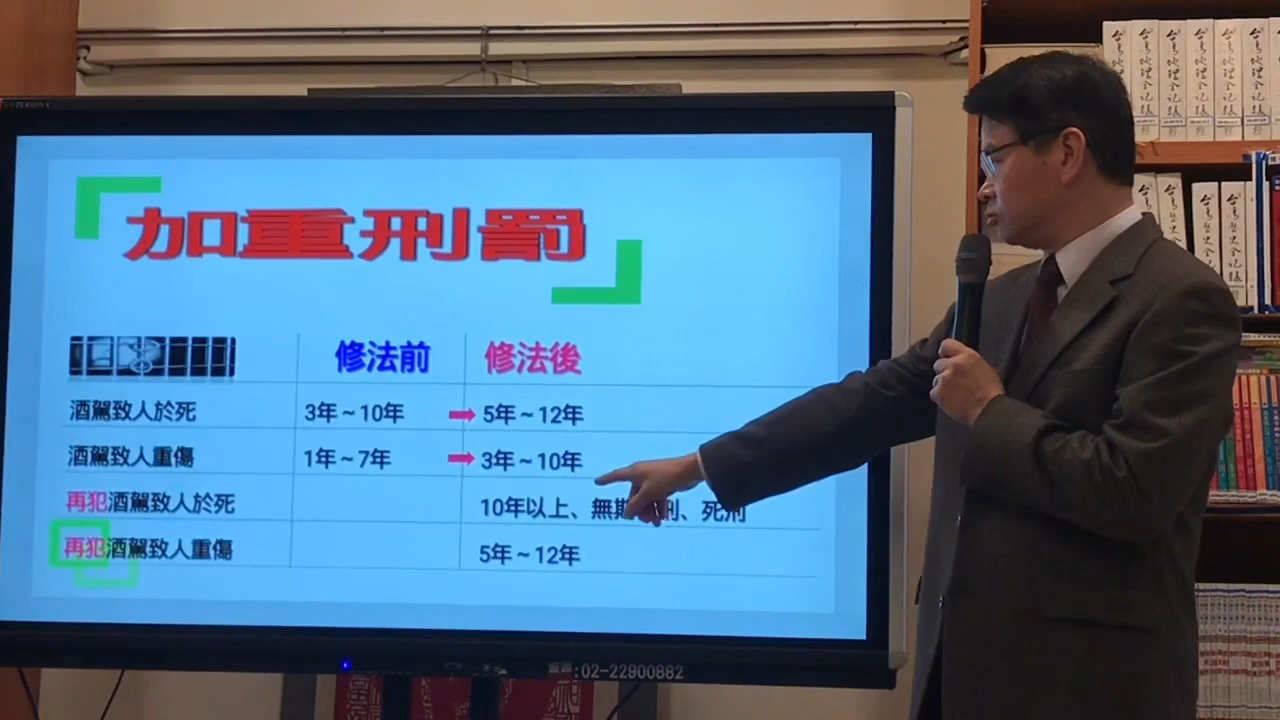 加重刑罰
修法前 修法後
酒駕致人於死 3年~10年 5年~12年
酒駕致人重傷 1年~7年 3年~10年
再犯酒駕致人於死 10年以上、無期 刑、死刑
再犯酒駕致人重傷 5年~12年
:02-22900882